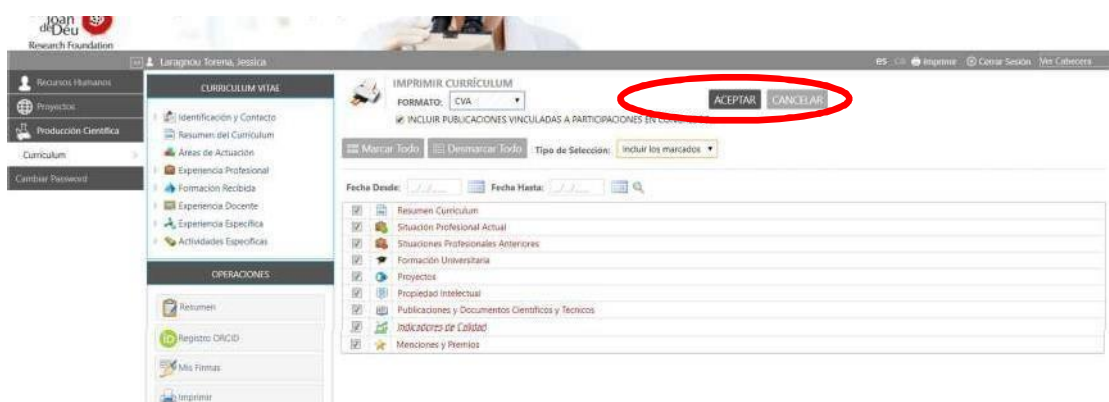 Joan
deDéu
Research Foundation
Laragnou Torena, Jessica
ES CA Imprimir Cerrar Sesión Ver Cabecera
Recursos Humanos
Proyectos
Producción Científica
Curriculum
Cambiar Password
CURRICULUM VITAE
Identificación y Contacto
Resumen del Curriculum
Áreas de Actuación
Experiencia Profesional
Formación Recibida
Experiencia Docente
Experiencia Específica
Actividades Específicas
OPERACIONES
Resumen
Registro ORCID
Mis Firmas
Imprimir
IMPRIMIR CURRÍCULUM
FORMATO: CVA
ACEPTAR CANCELAR
INCLUIR PUBLICACIONES VINCULADAS A PARTICIPACIONES EN
Marcar Todo Desmarcar Todo Tipo de Selección: Incluir los marcados
Fecha Desde: Fecha Hasta:
Resumen Curriculum
Situación Profesional Actual
Situaciones Profesionales Anteriores
Formación Universitaria
Proyectos
Propiedad Intelectual
Publicaciones y Documentos Científicos y Técnicos
Indicadores de Calidad
Menciones y Premios